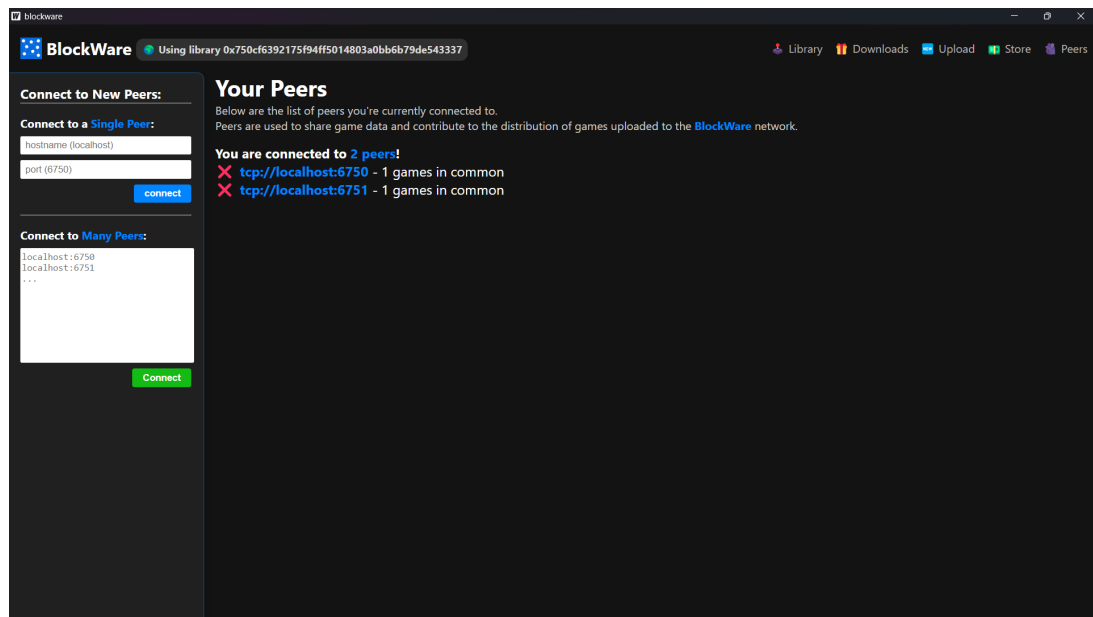 blockware
BlockWare
Using library 0x750cf6392175f94ff5014803a0bb6b79de543337
Library
Downloads
Upload
Store
Peers
Connect to New Peers:
Connect to a Single Peer:
hostname (localhost)
port (6750)
connect
Connect to Many Peers:
localhost:6750
localhost:6751
...
Connect
Your Peers
Below are the list of peers you're currently connected to.
Peers are used to share game data and contribute to the distribution of games uploaded to the BlockWare network.
You are connected to 2 peers!
tcp://localhost:6750 - 1 games in common
tcp://localhost:6751 - 1 games in common